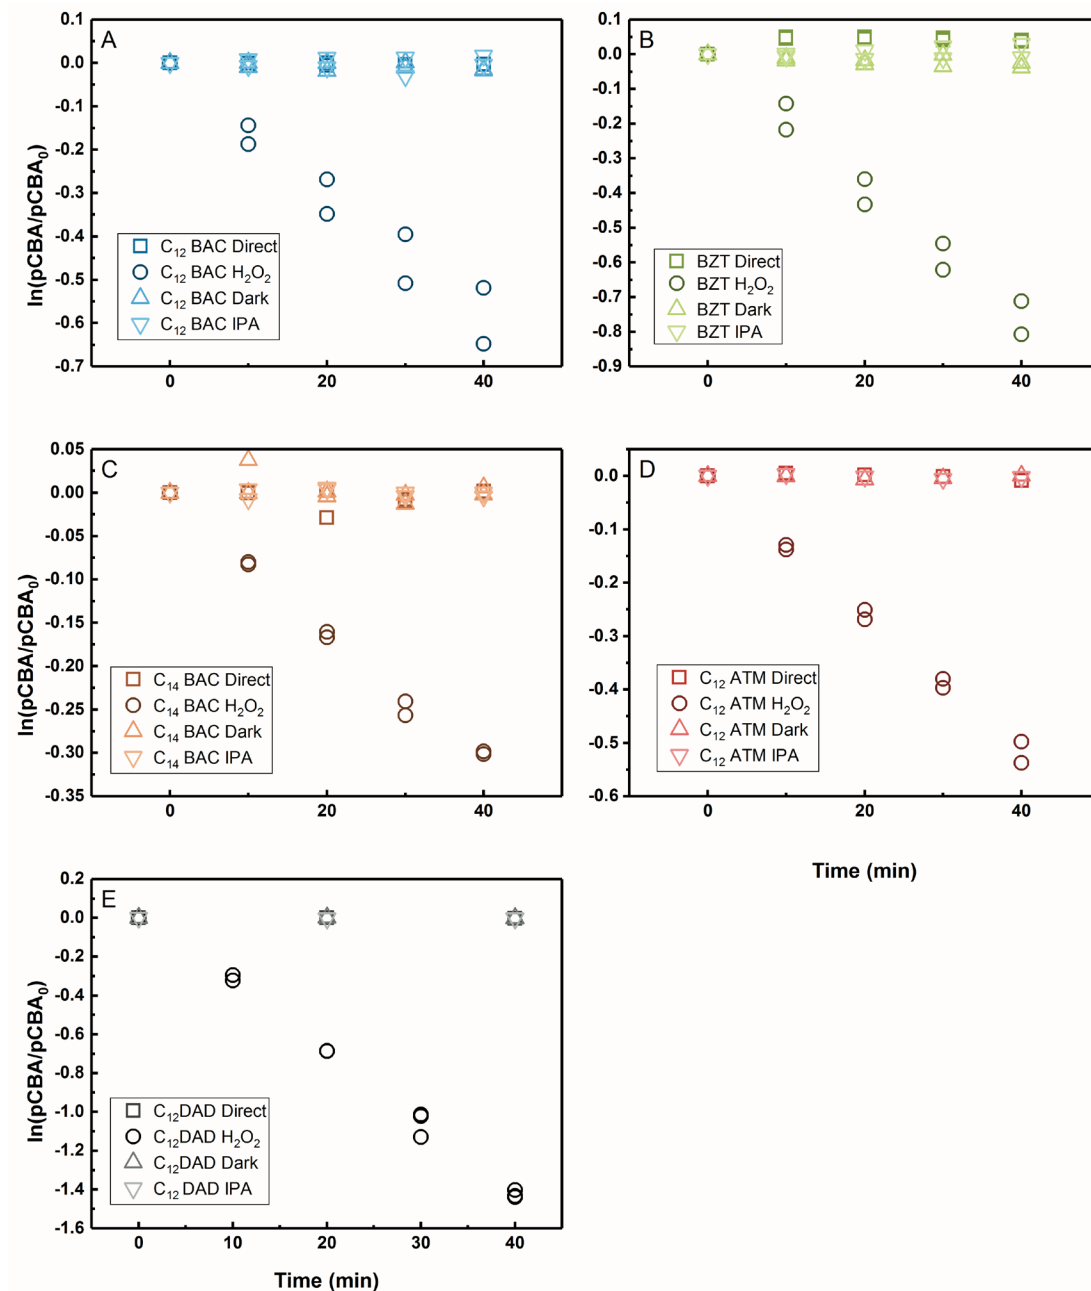 A
ln(pCBA/pCBA₀)
0.1
0.0
-0.1
-0.2
-0.3
-0.4
-0.5
-0.6
-0.7
C₁₂ BAC Direct
C₁₂ BAC H₂O₂
C₁₂ BAC Dark
C₁₂ BAC IPA
0 20 40
B
0.1
0.0
-0.1
-0.2
-0.3
-0.4
-0.5
-0.6
-0.7
-0.8
-0.9
BZT Direct
BZT H₂O₂
BZT Dark
BZT IPA
0 20 40
C
ln(pCBA/pCBA₀)
0.05
0.00
-0.05
-0.10
-0.15
-0.20
-0.25
-0.30
-0.35
C₁₄ BAC Direct
C₁₄ BAC H₂O₂
C₁₄ BAC Dark
C₁₄ BAC IPA
0 20 40
D
0.0
-0.1
-0.2
-0.3
-0.4
-0.5
-0.6
C₁₂ ATM Direct
C₁₂ ATM H₂O₂
C₁₂ ATM Dark
C₁₂ ATM IPA
0 20 40
Time (min)
E
ln(pCBA/pCBA₀)
0.2
0.0
-0.2
-0.4
-0.6
-0.8
-1.0
-1.2
-1.4
-1.6
C₁₂DAD Direct
C₁₂DAD H₂O₂
C₁₂DAD Dark
C₁₂ DAD IPA
0 10 20 30 40
Time (min)